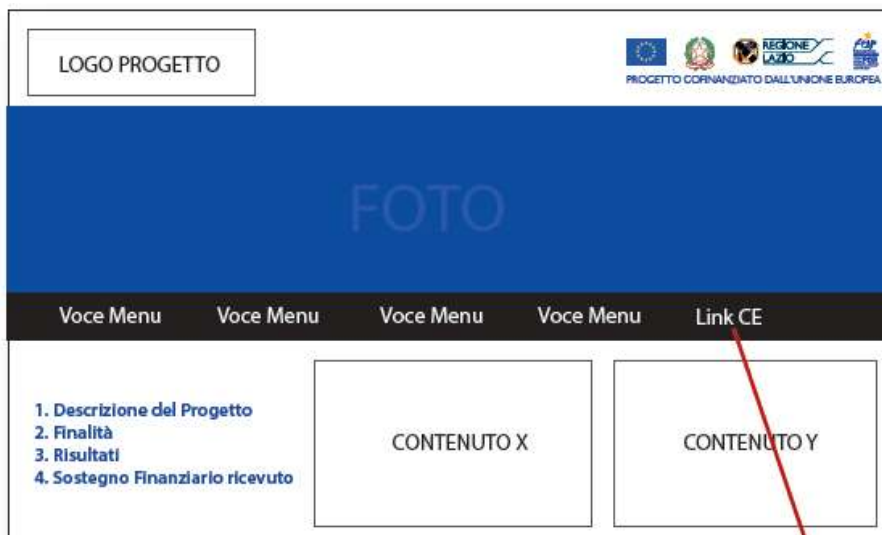 LOGO PROGETTO
REGIONE
LAZIO
PROGETTO COFINANZIATO DALL'UNIONE EUROPEA
FOTO
Voce Menu Voce Menu Voce Menu Voce Menu Link CE
1. Descrizione del Progetto
2. Finalità
3. Risultati
4. Sostegno Finanziario ricevuto
CONTENUTO X
CONTENUTO Y